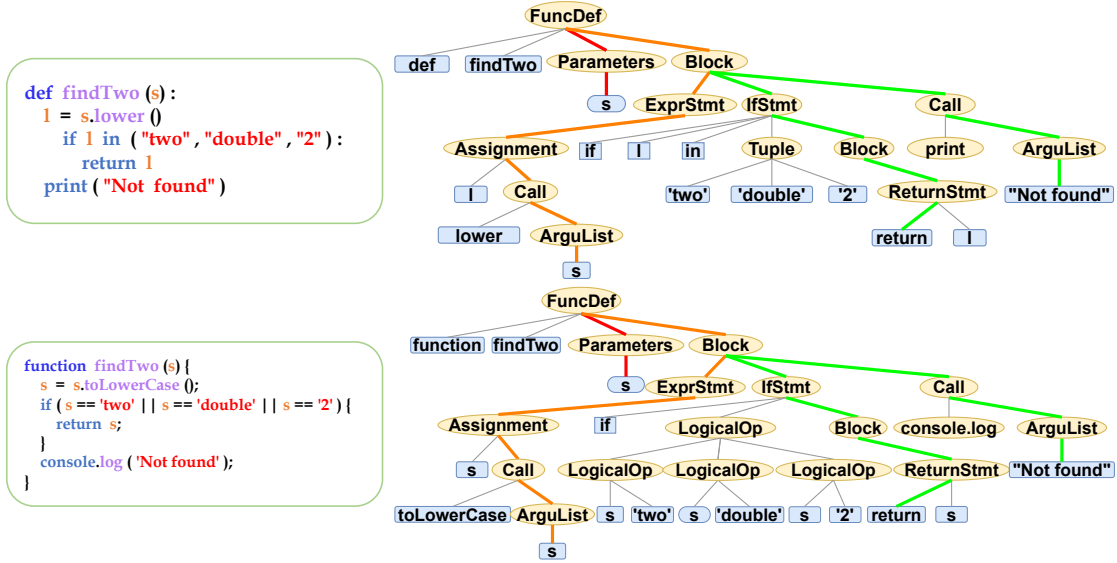 def findTwo (s) :
l = s.lower ()
if l in ( "two" , "double" , "2" ) :
return l
print ( "Not found" )
FuncDef
def findTwo Parameters Block
s ExprStmt IfStmt Call
Assignment if l in Tuple Block print ArguList
l Call 'two' 'double' '2' ReturnStmt "Not found"
lower ArguList return l
s
function findTwo (s) {
s = s.toLowerCase ();
if ( s == 'two' | | s == 'double' | | s == '2' ) {
return s;
}
console.log ( 'Not found' );
}
FuncDef
function findTwo Parameters Block
s ExprStmt IfStmt Call
Assignment if LogicalOp Block console.log ArguList
s Call LogicalOp LogicalOp LogicalOp ReturnStmt "Not found"
toLowerCase ArguList s 'two' s 'double' s '2' return s
s